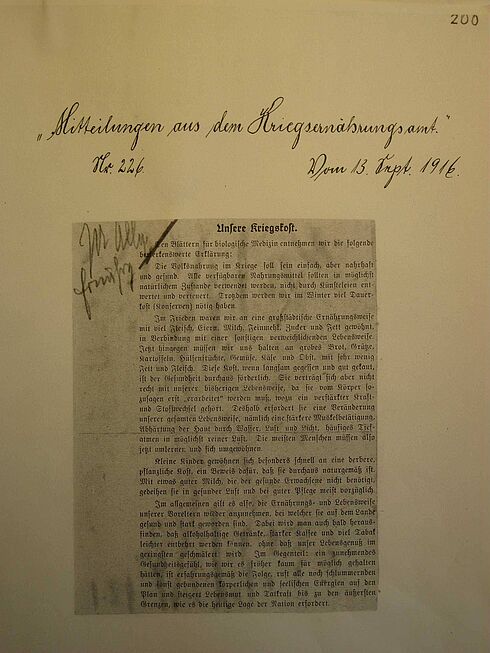 200
„Mitteilungen aus dem Kriegsernährungsamt."
Nr. 226. Vom 13. Sept. 1916.
Unsere Kriegskost.
Den Blättern für biologische Medizin entnehmen wir die folgende
bemerkenswerte Erklärung:
Die Volksnahrung im Kriege soll sein einfach, aber nahrhaft
und gesund. Alle verfügbaren Nahrungsmittel sollten in möglichst
natürlichem Zustande verwendet werden, nicht durch Künsteleien ent-
wertet und verteuert. Trotzdem werden wir im Winter viel Dauer-
kost (Konserven) nötig haben.
Im Frieden waren wir an eine großstädtische Ernährungsweise
mit viel Fleisch, Eiern, Milch, Feinmehl, Zucker und Fett gewöhnt,
in Verbindung mit einer sonstigen verweichlichenden Lebensweise.
Jetzt hingegen müssen wir uns halten an grobes Brot, Grütze,
Kartoffeln, Hülsenfrüchte, Gemüse, Käse und Obst, mit sehr wenig
Fett und Fleisch. Diese Kost, wenn langsam gegessen und gut gekaut,
ist der Gesundheit durchaus förderlich. Sie verträgt sich aber nicht
recht mit unserer bisherigen Lebensweise, da sie vom Körper so-
zusagen erst „erarbeitet" werden muß, wozu ein verstärkter Kraft-
und Stoffwechsel gehört. Deshalb erfordert sie eine Veränderung
unserer gesamten Lebensweise, nämlich eine stärkere Muskelbetätigung,
Abhärtung der Haut durch Wasser, Luft und Licht, häufiges Tief-
atmen in möglichst reiner Luft. Die meisten Menschen müssen also
jetzt umlernen, und sich umgewöhnen.
Kleine Kinder gewöhnen sich besonders schnell an eine derbere,
pflanzliche Kost, ein Beweis dafür, daß sie durchaus naturgemäß ist.
Mit etwas guter Milch, die der gesunde Erwachsene nicht benötigt,
gedeihen sie in gesunder Luft und bei guter Pflege meist vorzüglich.
Im allgemeinen gilt es also, die Ernährungs- und Lebensweise
unserer Voreltern wieder anzunehmen, bei welcher sie auf dem Lande
gesund und stark geworden sind. Dabei wird man auch bald heraus-
finden, daß alkoholhaltige Getränke, starker Kaffee und viel Tabak
leichter entbehrt werden können, ohne daß unser Lebensgenuß im
geringsten geschmälert wird. Im Gegenteil: ein zunehmendes
Gesundheitsgefühl, wie wir es früher kaum für möglich gehalten
hätten, ist erfahrungsgemäß die Folge, ruft alle noch schlummernden
und sonst gebundenen körperlichen und seelischen Energien auf den
Plan und steigert Lebensmut und Tatkraft bis zu den äußersten
Grenzen, wie es die heutige Lage der Nation erfordert.